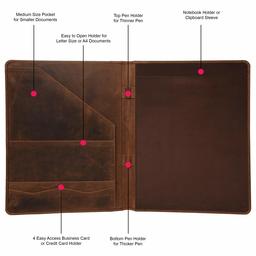 Medium Size Pocket
for Smaller Documents
Easy to Open Holder for
Letter Size or A4 Documents
Top Pen Holder
for Thinner Pen
Notebook Holder or
Clipboard Sleeve
4 Easy Access Business Card
or Credit Card Holder
Bottom Pen Holder
for Thicker Pen